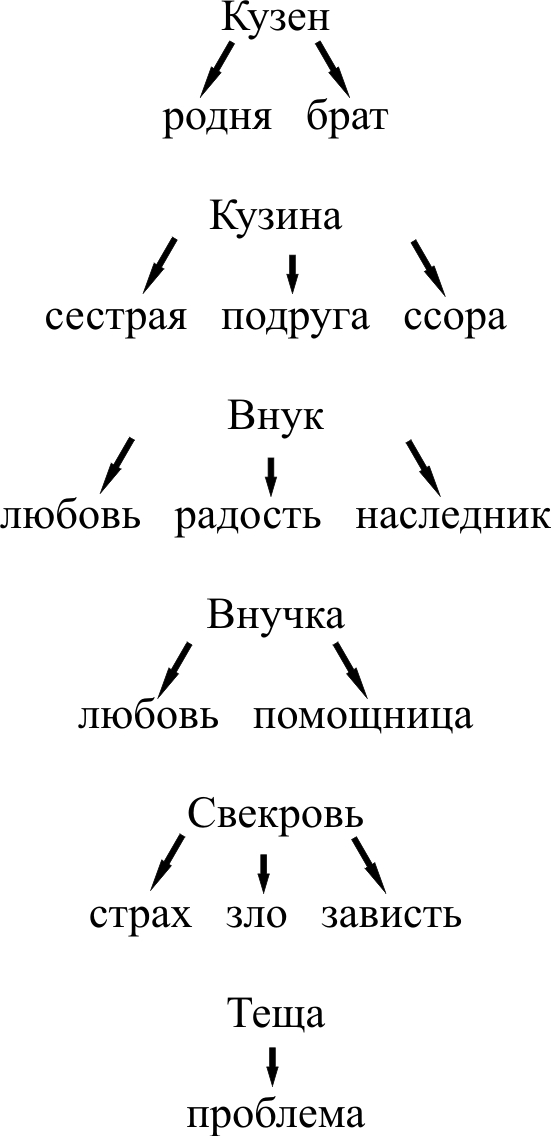 Кузен
родня брат
Кузина
сестрая подруга ссора
Внук
любовь радость наследник
Внучка
любовь помощница
Свекровь
страх зло зависть
Теща
проблема